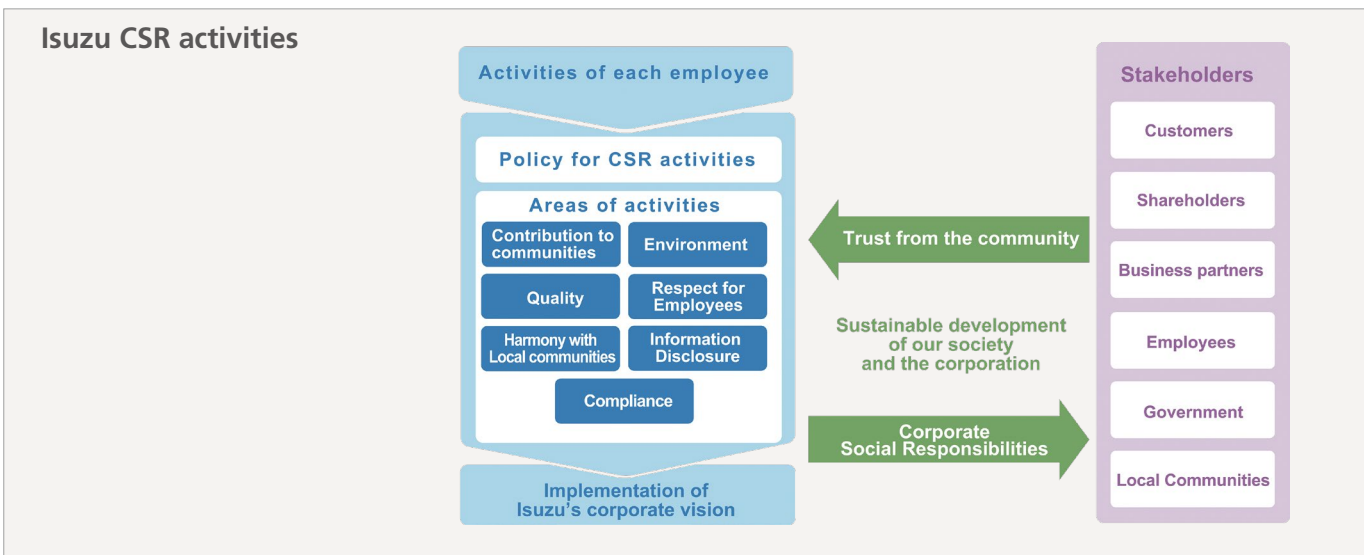 Isuzu CSR activities
Activities of each employee
Policy for CSR activities
Areas of activities
Contribution to
communities
Environment
Quality
Respect for
Employees
Harmony with
Local communities
Information
Disclosure
Compliance
Implementation of
Isuzu's corporate vision
Trust from the community
Sustainable development
of our society
and the corporation
Corporate
Social Responsibilities
Stakeholders
Customers
Shareholders
Business partners
Employees
Government
Local Communities